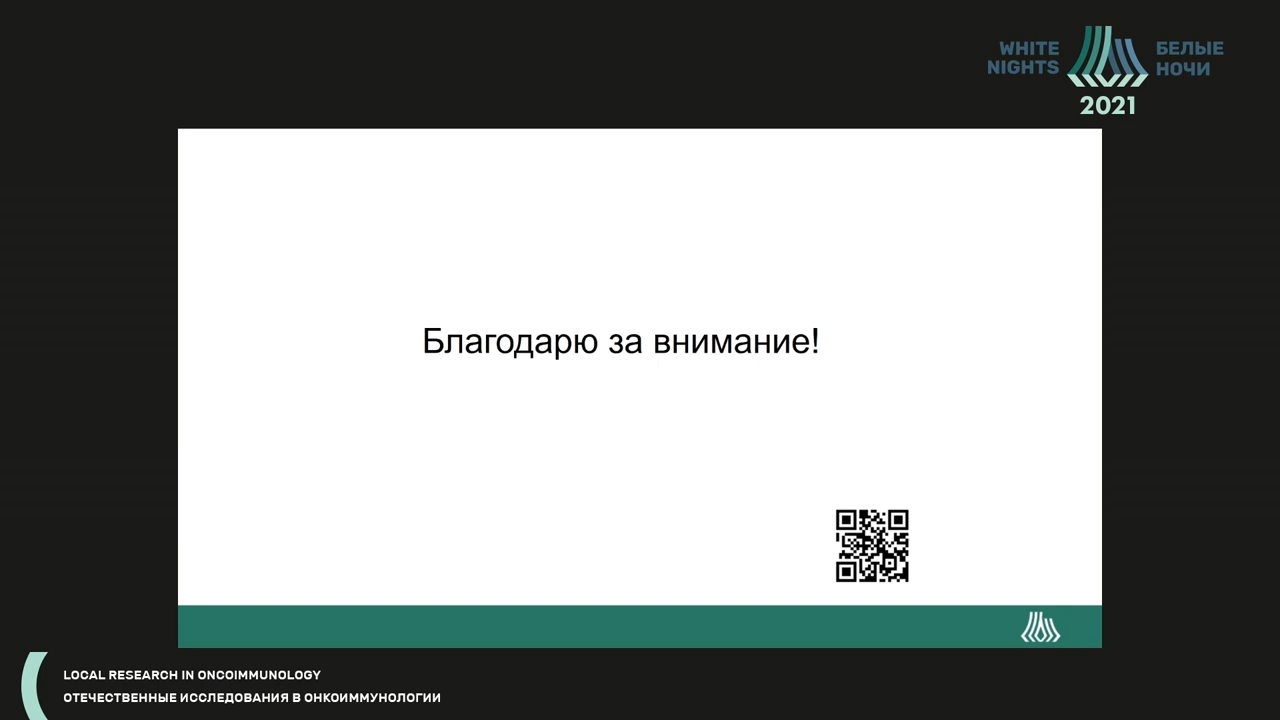 WHITE
NIGHTS
БЕЛЫЕ
НОЧИ
2021
Благодарю за внимание!
LOCAL RESEARCH IN ONCOIMMUNOLOGY
ОТЕЧЕСТВЕННЫЕ ИССЛЕДОВАНИЯ В ОНКОИММУНОЛОГИИ